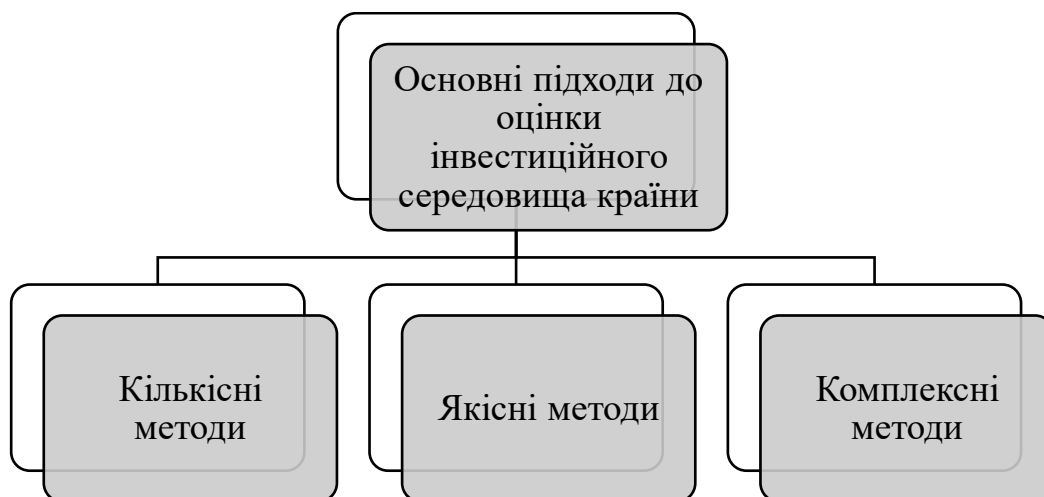 Основні підходи до
оцінки
інвестиційного
середовища країни
Кількісні
методи
Якісні методи
Комплексні
методи